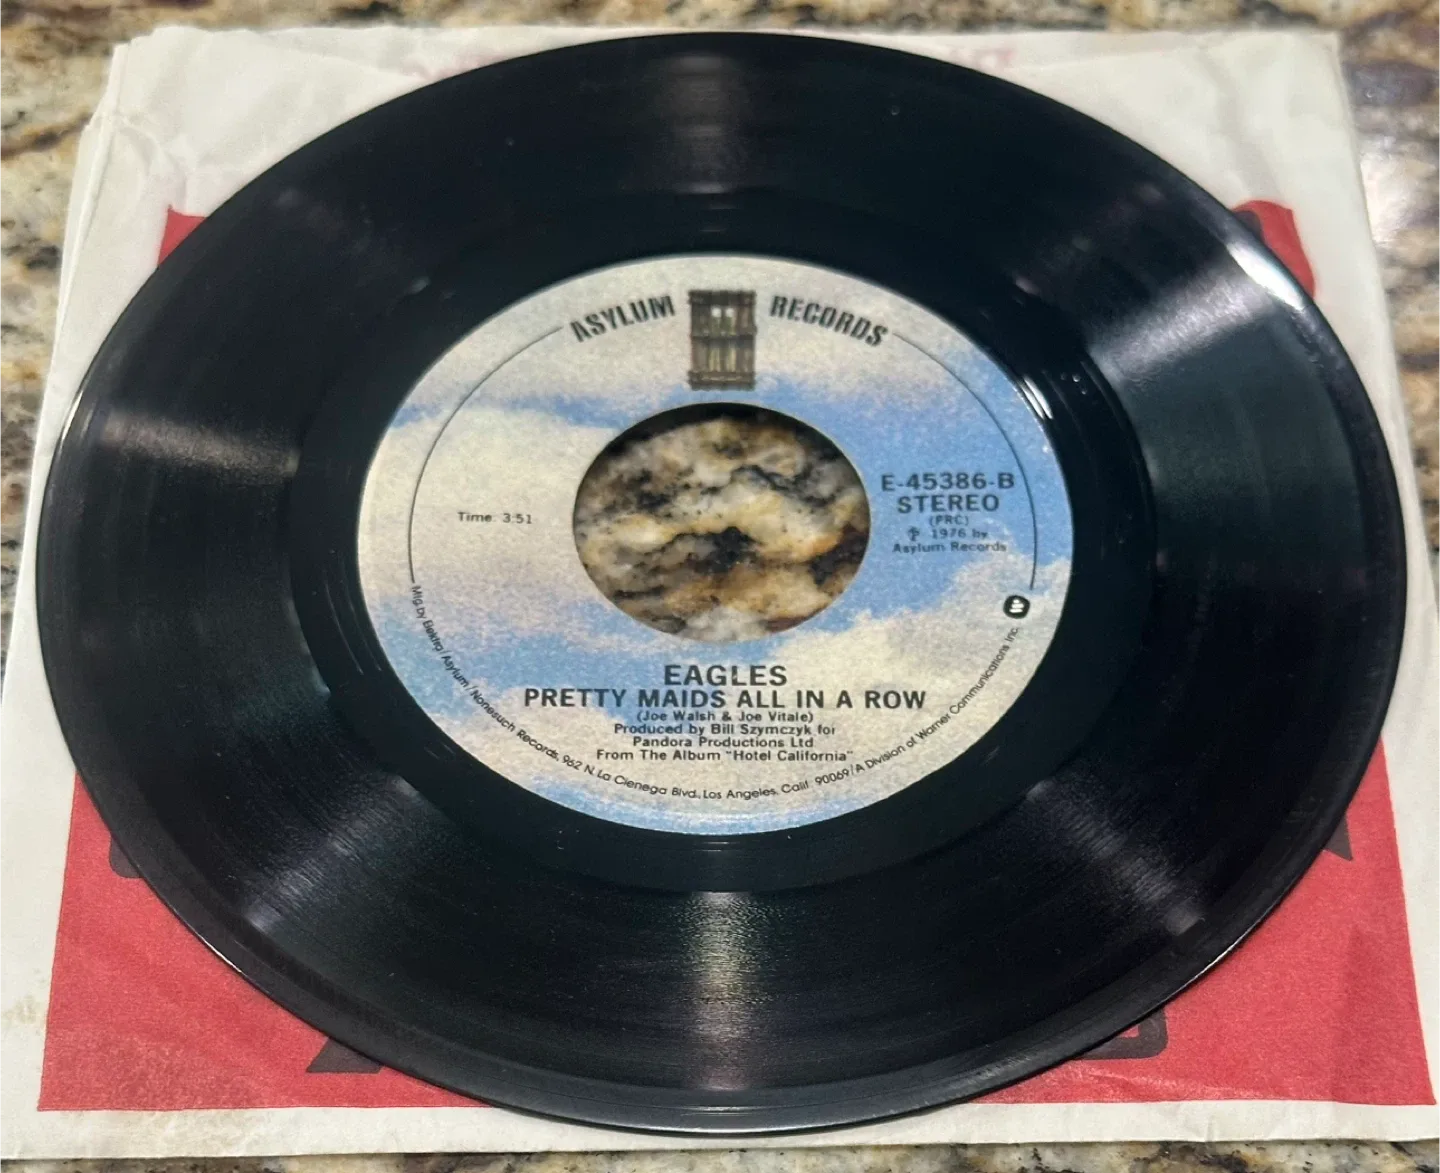 ASYLUM RECORDS
E-45386-B
STEREO
(PRC)
Ⓟ 1976 by
Asylum Records
Time: 3:51
EAGLES
PRETTY MAIDS ALL IN A ROW
(Joe Walsh & Joe Vitale)
Produced by Bill Szymczyk for
Pandora Productions Ltd
From The Album "Hotel California"
Mfg by Elektra/Asylum/Nonesuch Records, 962 N. La Cienega Blvd., Los Angeles, Calif. 90069/A Division of Warner Communications Inc.